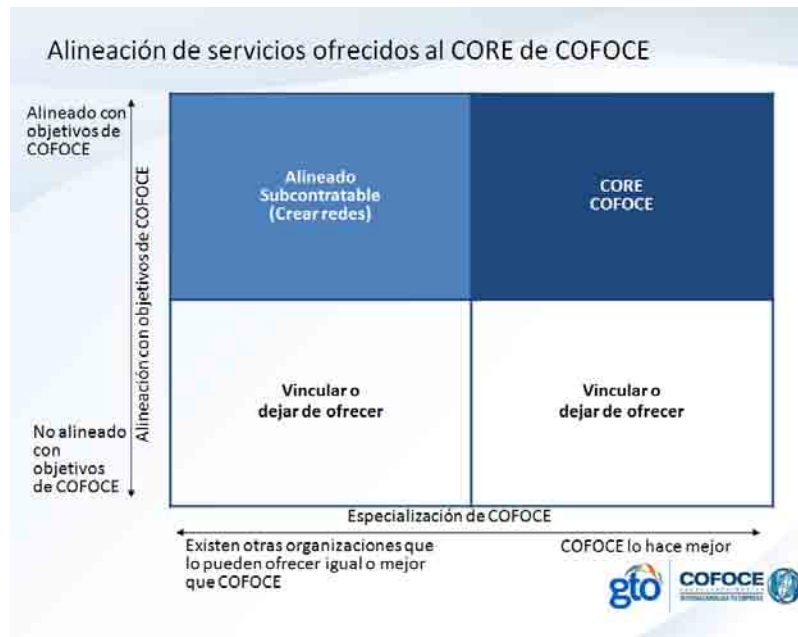 Alineación de servicios ofrecidos al CORE de COFOCE
Alineado con
objetivos de
COFOCE
Alineación con objetivos de COFOCE
No alineado
con
objetivos
de COFOCE
Alineado
Subcontratable
(Crear redes)
CORE
COFOCE
Vincular o
dejar de ofrecer
Vincular o
dejar de ofrecer
Especialización de COFOCE
Existen otras organizaciones que
lo pueden ofrecer igual o mejor
que COFOCE
COFOCE lo hace mejor
gto
COFOCE